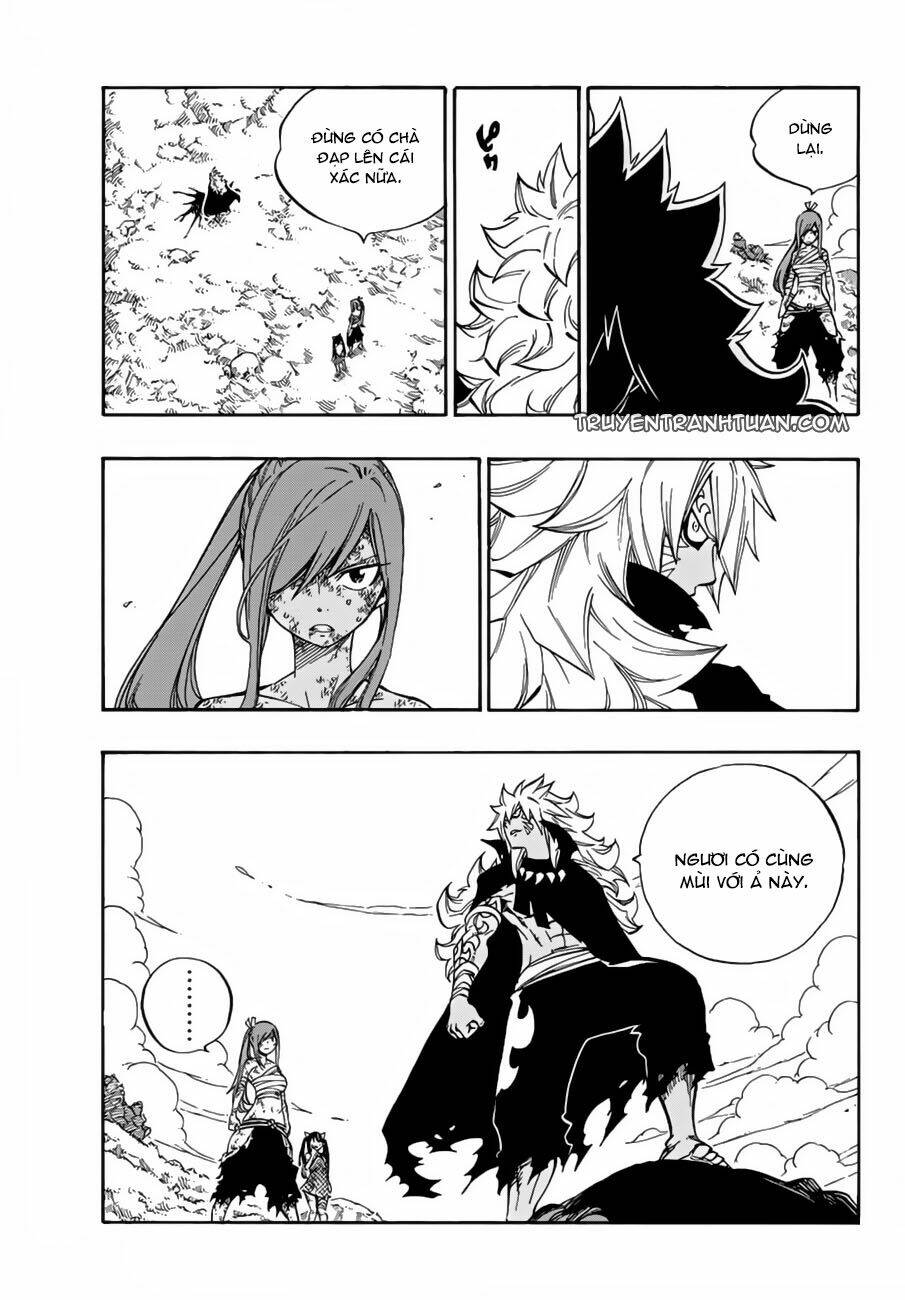 DỪNG
LẠI.
ĐỪNG CÓ CHÀ
ĐẠP LÊN CÁI
XÁC NỮA.
TRUYENTRANHTUAN.COM
NGƯƠI CÓ CÙNG
MÙI VỚI Ả NÀY.
........